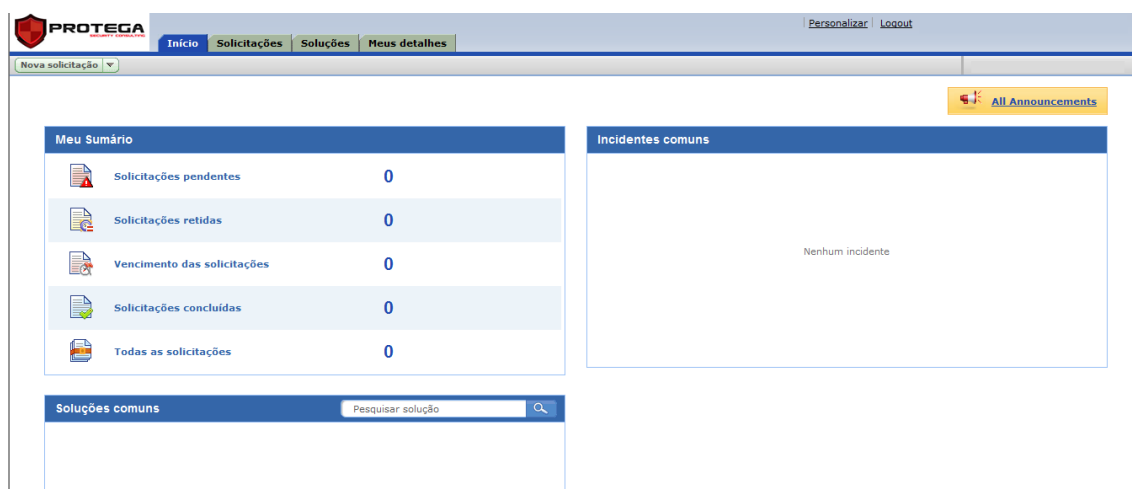 PROTEGA
SECURITY CONSULTING
Personalizar Logout
Início Solicitações Soluções Meus detalhes
Nova solicitação
All Announcements
Meu Sumário
Solicitações pendentes 0
Solicitações retidas 0
Vencimento das solicitações 0
Solicitações concluídas 0
Todas as solicitações 0
Incidentes comuns
Nenhum incidente
Soluções comuns
Pesquisar solução